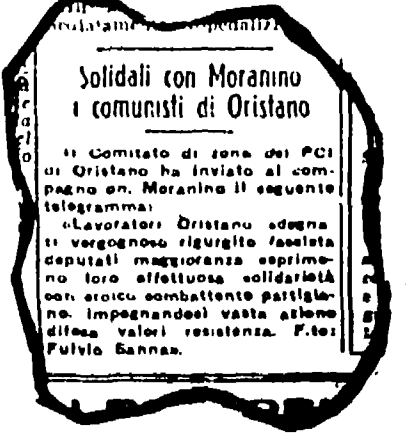 Solidali con Moranino
i comunisti di Oristano
Il Comitato di zona del PCI
di Oristano ha inviato al com-
pagno on. Moranino il seguente
telegramma:
«Lavoratori Oristano sdegna-
ti vergognoso rigurgito fascista
deputati maggioranza esprimo-
no loro affettuosa solidarietà
con eroico combattente partigia-
no, impegnandosi vasta azione
difesa valori resistenza. F.to:
Fulvio Sanna».